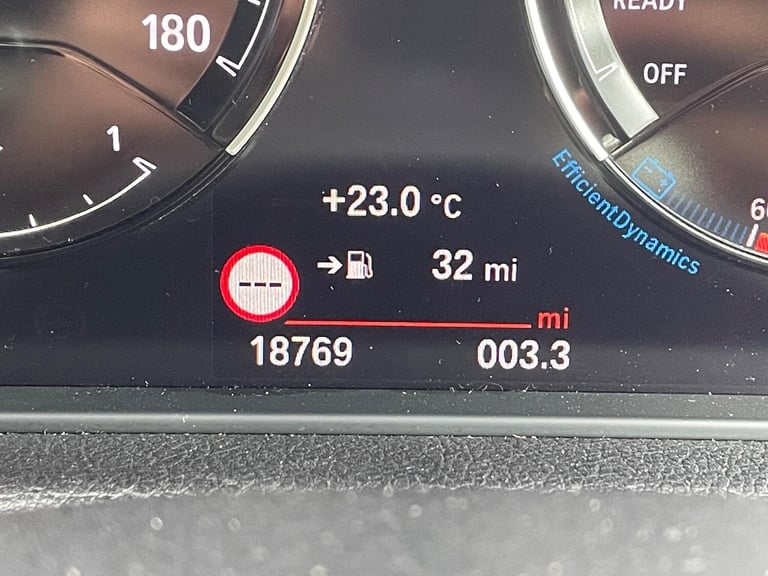 READY
180
OFF
1
+23.0 °C
EfficientDynamics
→ 32 mi
---
mi
18769 003.3